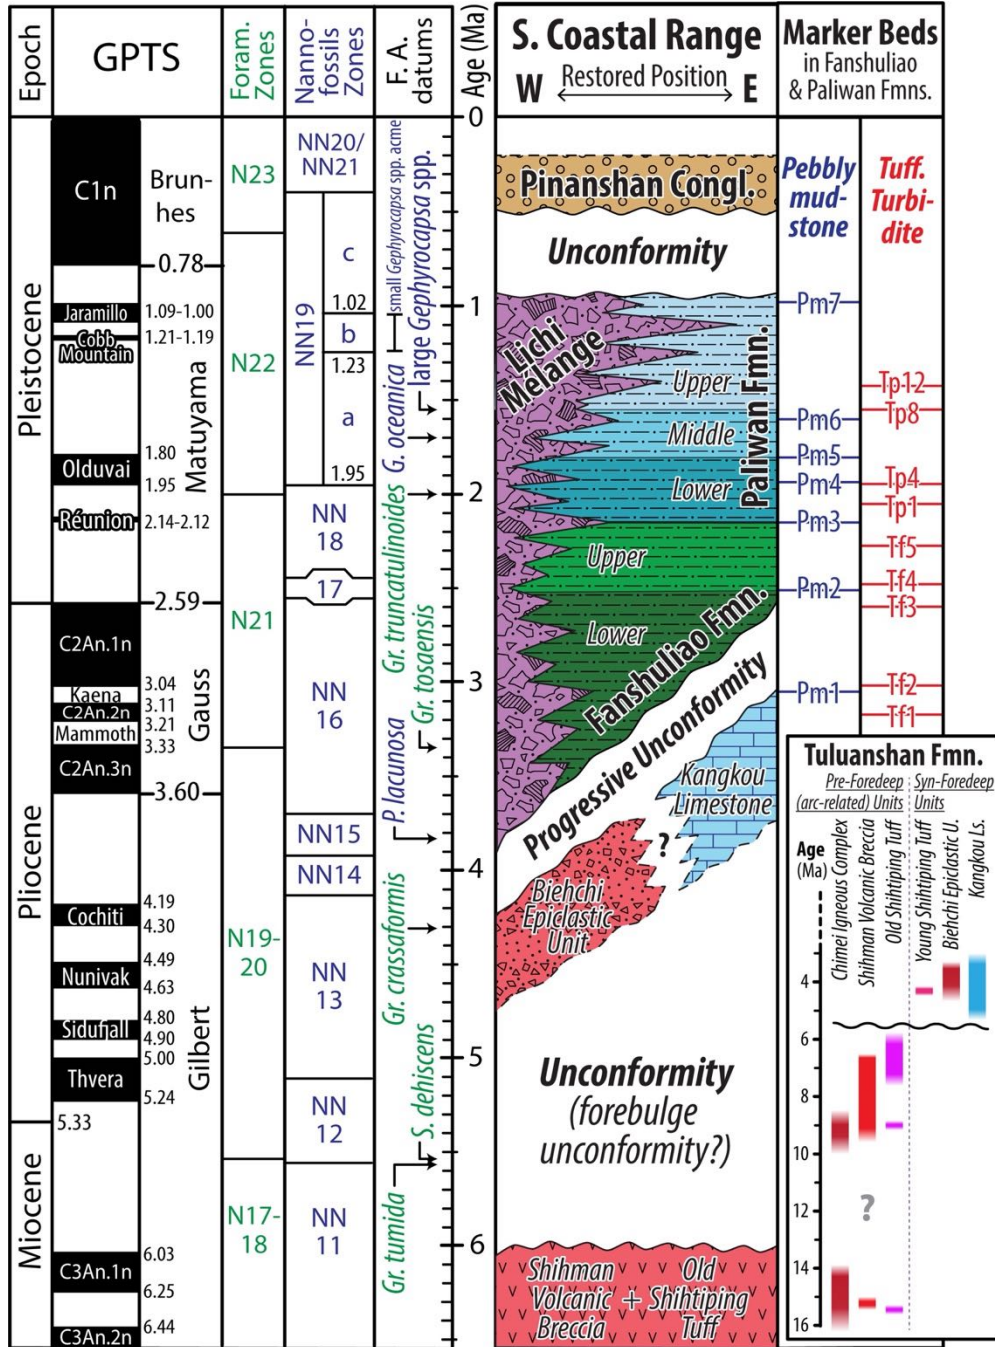 Epoch
GPTS
Foram.
Zones
Nanno-
fossils
Zones
F. A.
datums
Age (Ma)
S. Coastal Range
W Restored Position E
Marker Beds
in Fanshuliao
& Paliwan Fmns.
Pleistocene
Pliocene
Miocene
C1n
Jaramillo
Cobb
Mountain
Olduvai
Réunion
C2An.1n
Kaena
C2An.2n
Mammoth
C2An.3n
Cochiti
Nunivak
Sidufjall
Thvera
C3An.1n
C3An.2n
Brun-
hes
0.78
1.09-1.00
1.21-1.19
Matuyama
1.80
1.95
2.14-2.12
2.59
3.04
3.11
3.21
3.33
Gauss
3.60
4.19
4.30
4.49
4.63
4.80
4.90
5.00
5.24
Gilbert
5.33
6.03
6.25
6.44
N23
N22
N21
N19-
20
N17-
18
NN20/
NN21
NN19
c
1.02
b
1.23
a
1.95
NN
18
17
NN
16
NN15
NN14
NN
13
NN
12
NN
11
small Gephyrocapsa spp. acme
large Gephyrocapsa spp.
G. oceanica
Gr. truncatulinoides
Gr. tosaensis
P. lacunosa
Gr. crassaformis
S. dehiscens
Gr. tumida
0
1
2
3
4
5
6
Pinanshan Congl.
Unconformity
Lichi
Mélange
Upper
Middle
Lower
Paliwan Fmn.
Upper
Lower
Fanshuliao Fmn.
Progressive Unconformity
Kangkou
Limestone
?
Biehchi
Epiclastic
Unit
Unconformity
(forebulge
unconformity?)
Shihman
Volcanic
Breccia
+
Old
Shihtiping
Tuff
Pebbly
mud-
stone
Pm7
Pm6
Pm5
Pm4
Pm3
Pm2
Pm1
Tuff.
Turbi-
dite
Tp12
Tp8
Tp4
Tp1
Tf5
Tf4
Tf3
Tf2
Tf1
Tuluanshan Fmn.
Pre-Foredeep
(arc-related) Units
Syn-Foredeep
Units
Age
(Ma)
Chimei Igneous Complex
Shihman Volcanic Breccia
Old Shihtiping Tuff
Young Shihtiping Tuff
Biehchi Epiclastic U.
Kangkou Ls.
4
6
8
10
12
14
16
?